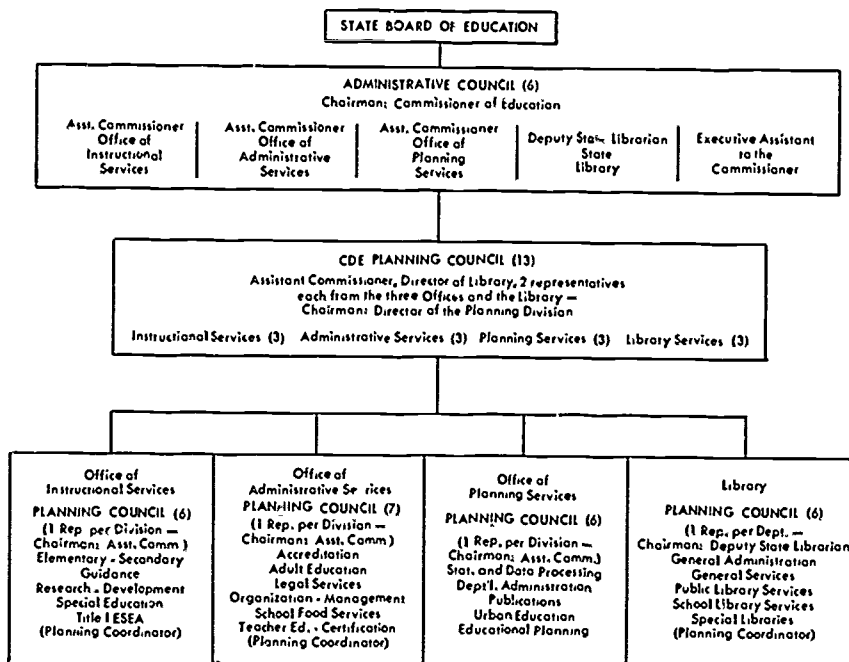 STATE BOARD OF EDUCATION
ADMINISTRATIVE COUNCIL (6)
Chairman: Commissioner of Education
Asst. Commissioner
Office of
Instructional
Services
Asst. Commissioner
Office of
Administrative
Services
Asst. Commissioner
Office of
Planning
Services
Deputy State Librarian
State
Library
Executive Assistant
to the
Commissioner
CDE PLANNING COUNCIL (13)
Assistant Commissioner, Director of Library, 2 representatives
each from the three Offices and the Library —
Chairman: Director of the Planning Division
Instructional Services (3) Administrative Services (3) Planning Services (3) Library Services (3)
Office of
Instructional Services
PLANNING COUNCIL (6)
(1 Rep. per Division —
Chairman: Asst. Comm.)
Elementary - Secondary
Guidance
Research - Development
Special Education
Title I ESEA
(Planning Coordinator)
Office of
Administrative Services
PLANNING COUNCIL (7)
(1 Rep. per Division —
Chairman: Asst. Comm.)
Accreditation
Adult Education
Legal Services
Organization - Management
School Food Services
Teacher Ed. - Certification
(Planning Coordinator)
Office of
Planning Services
PLANNING COUNCIL (6)
(1 Rep. per Division —
Chairman: Asst. Comm.)
Stat. and Data Processing
Dept'l. Administration
Publications
Urban Education
Educational Planning
Library
PLANNING COUNCIL (6)
(1 Rep. per Dept. —
Chairman: Deputy State Librarian
General Administration
General Services
Public Library Services
School Library Services
Special Libraries
(Planning Coordinator)